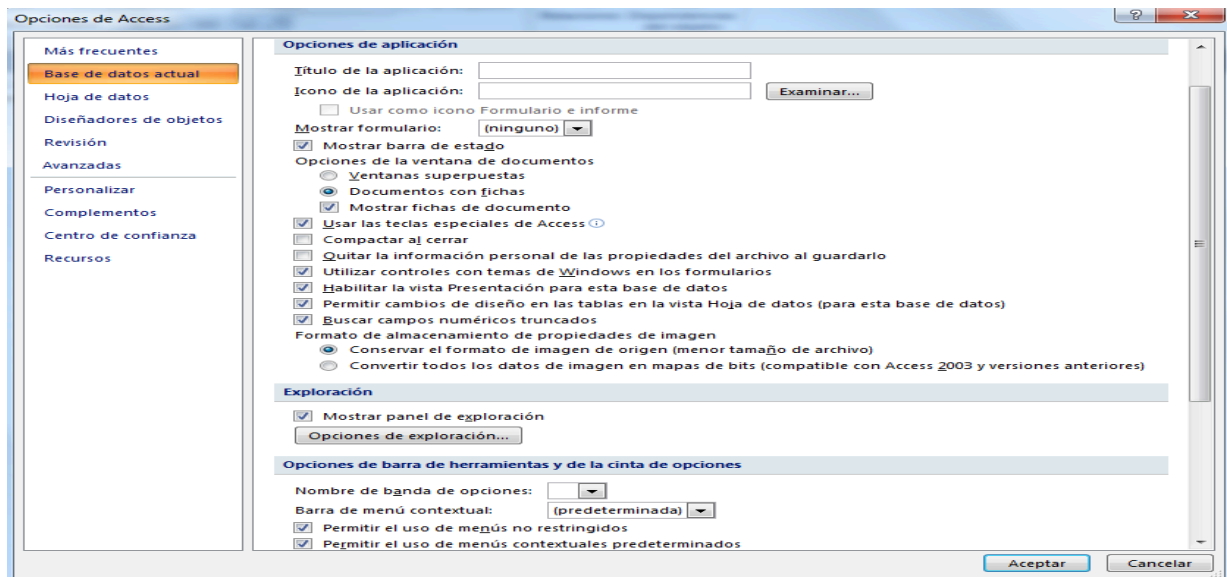 Opciones de Access
Más frecuentes
Base de datos actual
Hoja de datos
Diseñadores de objetos
Revisión
Avanzadas
Personalizar
Complementos
Centro de confianza
Recursos
Opciones de aplicación
Título de la aplicación:
Icono de la aplicación: Examinar...
Usar como icono Formulario e informe
Mostrar formulario: (ninguno)
Mostrar barra de estado
Opciones de la ventana de documentos
Ventanas superpuestas
Documentos con fichas
Mostrar fichas de documento
Usar las teclas especiales de Access
Compactar al cerrar
Quitar la información personal de las propiedades del archivo al guardarlo
Utilizar controles con temas de Windows en los formularios
Habilitar la vista Presentación para esta base de datos
Permitir cambios de diseño en las tablas en la vista Hoja de datos (para esta base de datos)
Buscar campos numéricos truncados
Formato de almacenamiento de propiedades de imagen
Conservar el formato de imagen de origen (menor tamaño de archivo)
Convertir todos los datos de imagen en mapas de bits (compatible con Access 2003 y versiones anteriores)
Exploración
Mostrar panel de exploración
Opciones de exploración...
Opciones de barra de herramientas y de la cinta de opciones
Nombre de banda de opciones:
Barra de menú contextual: (predeterminada)
Permitir el uso de menús no restringidos
Permitir el uso de menús contextuales predeterminados
Aceptar Cancelar